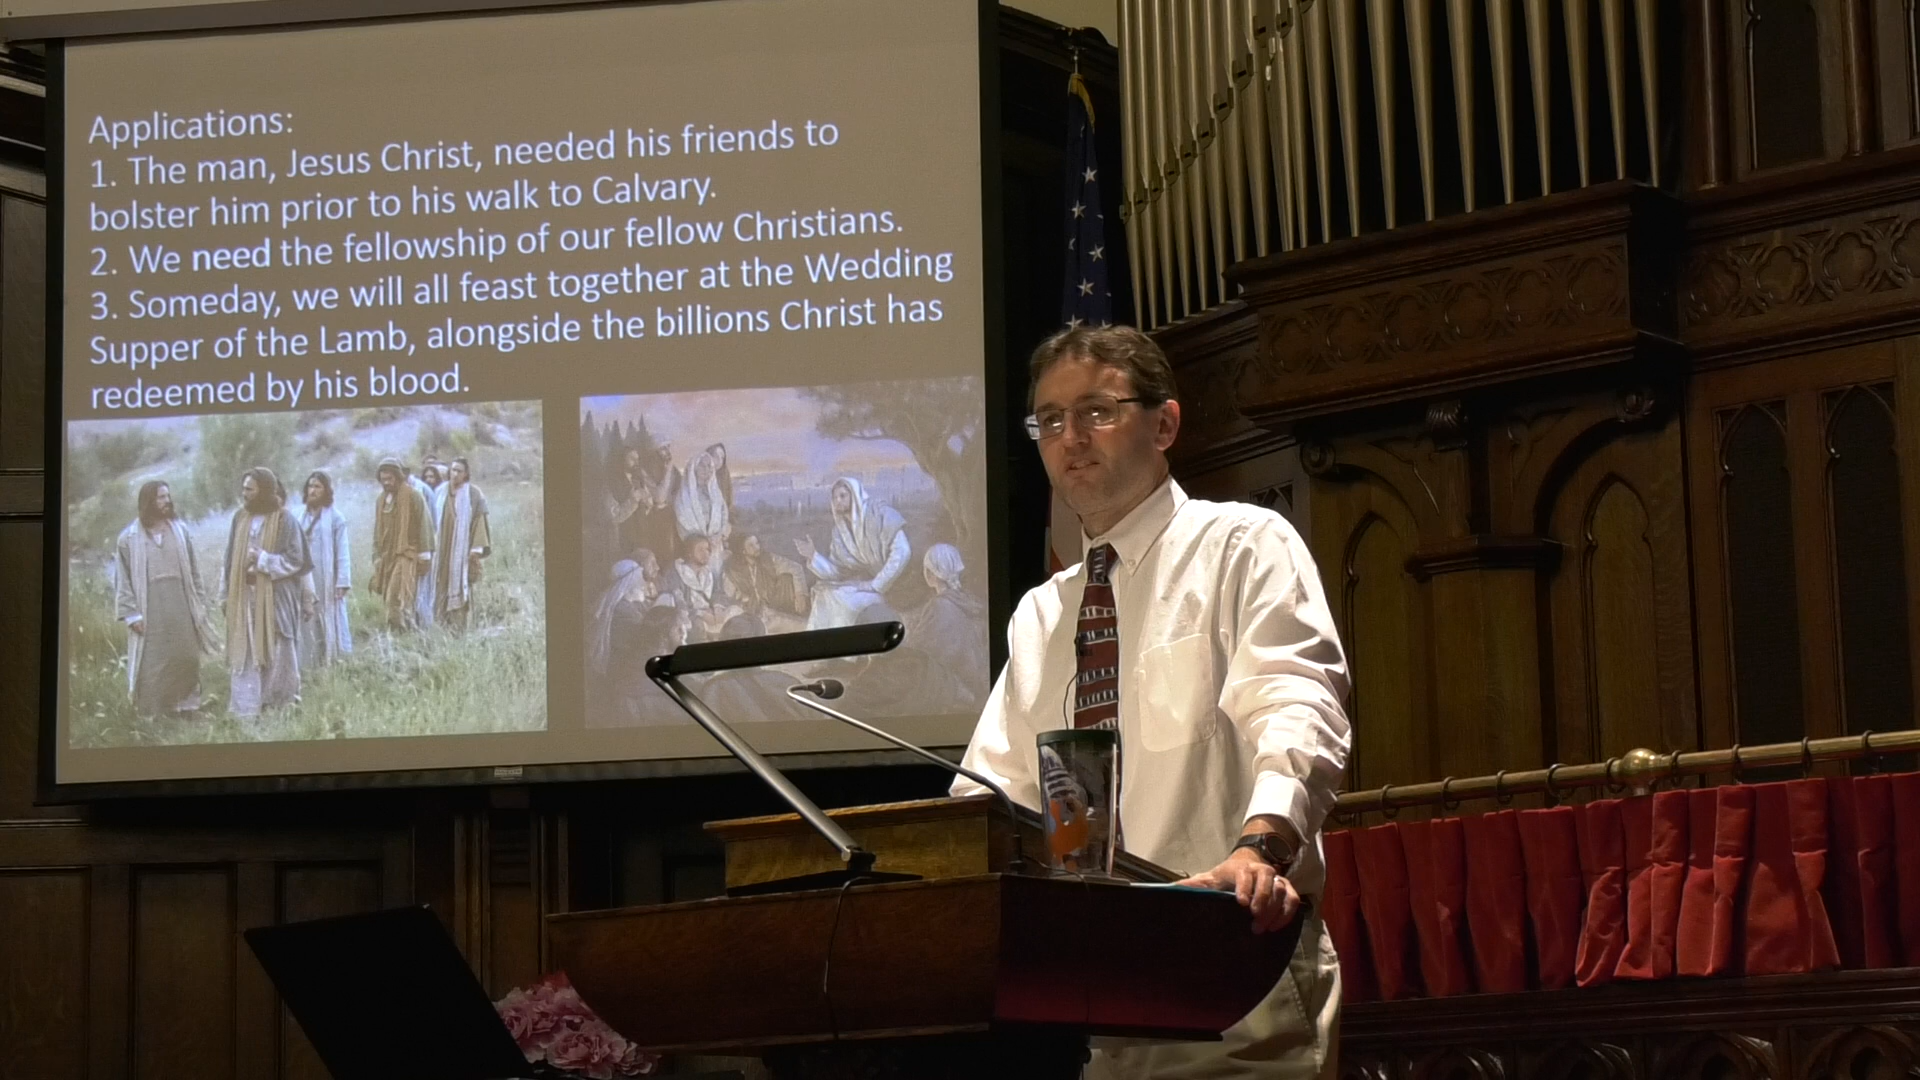 Applications:
1. The man, Jesus Christ, needed his friends to
bolster him prior to his walk to Calvary.
2. We need the fellowship of our fellow Christians.
3. Someday, we will all feast together at the Wedding
Supper of the Lamb, alongside the billions Christ has
redeemed by his blood.